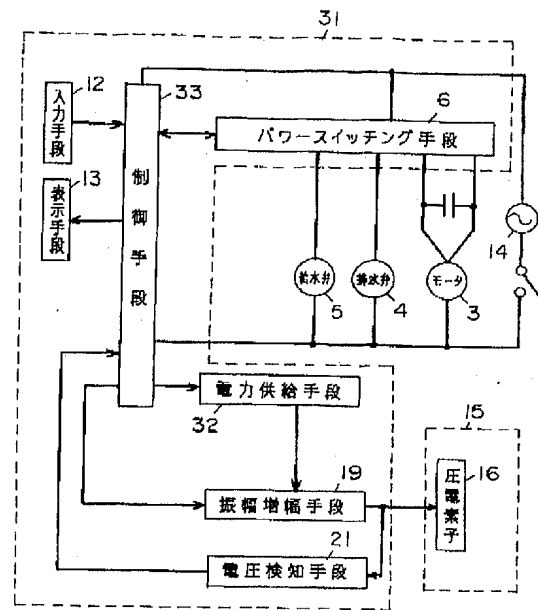 31
12
入力手段
33
6
パワースイッチング手段
13
表示手段
制御手段
14
給水弁
5
排水弁
4
モータ
3
電力供給手段
32
15
19
振幅増幅手段
16
圧電素子
21
電圧検知手段